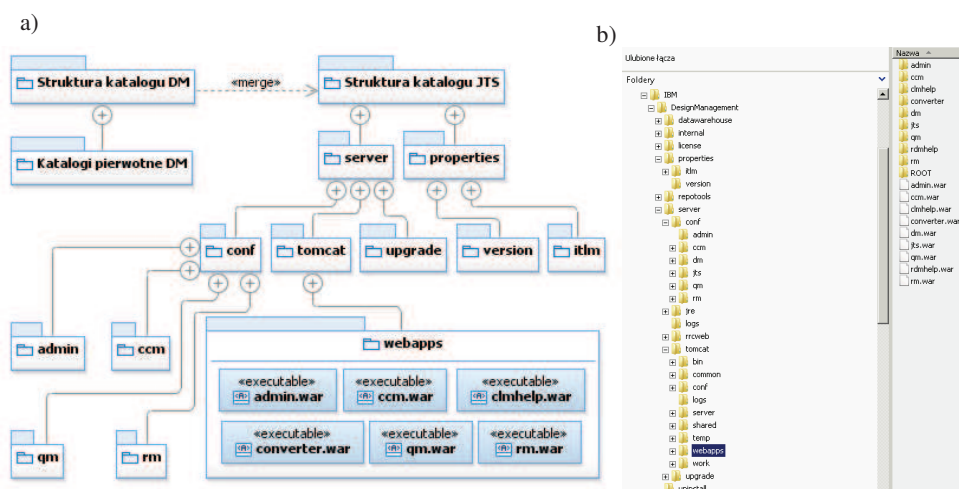 a)
Struktura katalogu DM
«merge»
Struktura katalogu JTS
Katalogi pierwotne DM
server
properties
conf
tomcat
upgrade
version
itlm
admin
ccm
webapps
«executable»
admin.war
«executable»
ccm.war
«executable»
clmhelp.war
«executable»
converter.war
«executable»
qm.war
«executable»
rm.war
qm
rm
b)
Ulubione łącza
Foldery
IBM
DesignManagement
datawarehouse
internal
license
properties
itlm
version
repotools
server
conf
admin
ccm
dm
jts
qm
rm
jre
logs
rrcweb
tomcat
bin
common
conf
logs
server
shared
temp
webapps
work
upgrade
uninstall
Nazwa
admin
ccm
clmhelp
converter
dm
jts
qm
rdmhelp
rm
ROOT
admin.war
ccm.war
clmhelp.war
converter.war
dm.war
jts.war
qm.war
rdmhelp.war
rm.war